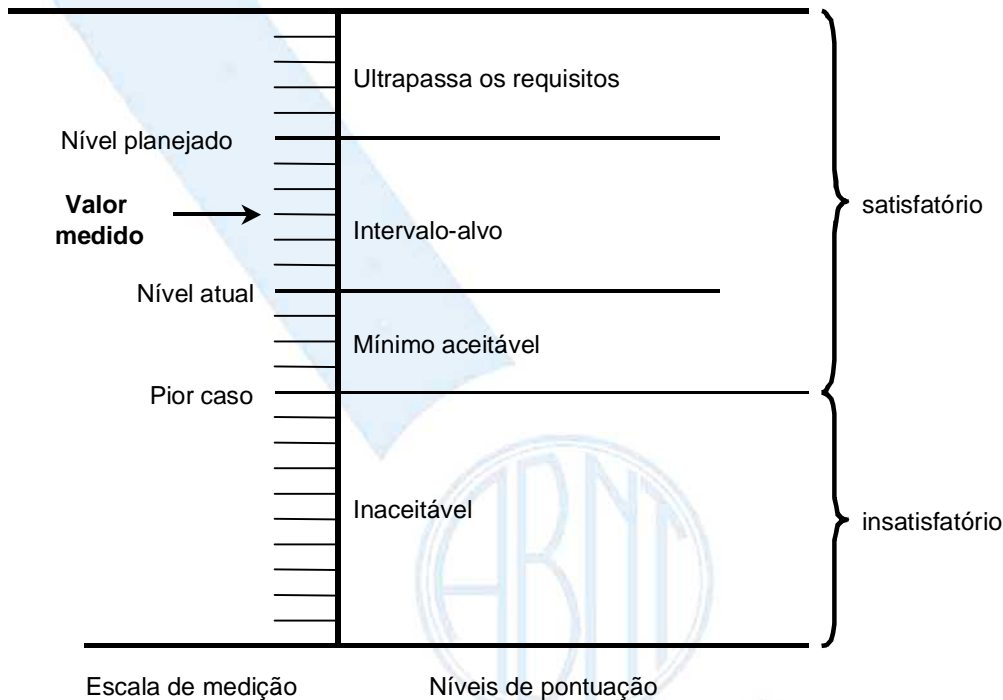 Ultrapassa os requisitos
Nível planejado
Valor
medido
satisfatório
Intervalo-alvo
Nível atual
Mínimo aceitável
Pior caso
Inaceitável
insatisfatório
ABNT
Escala de medição
Níveis de pontuação